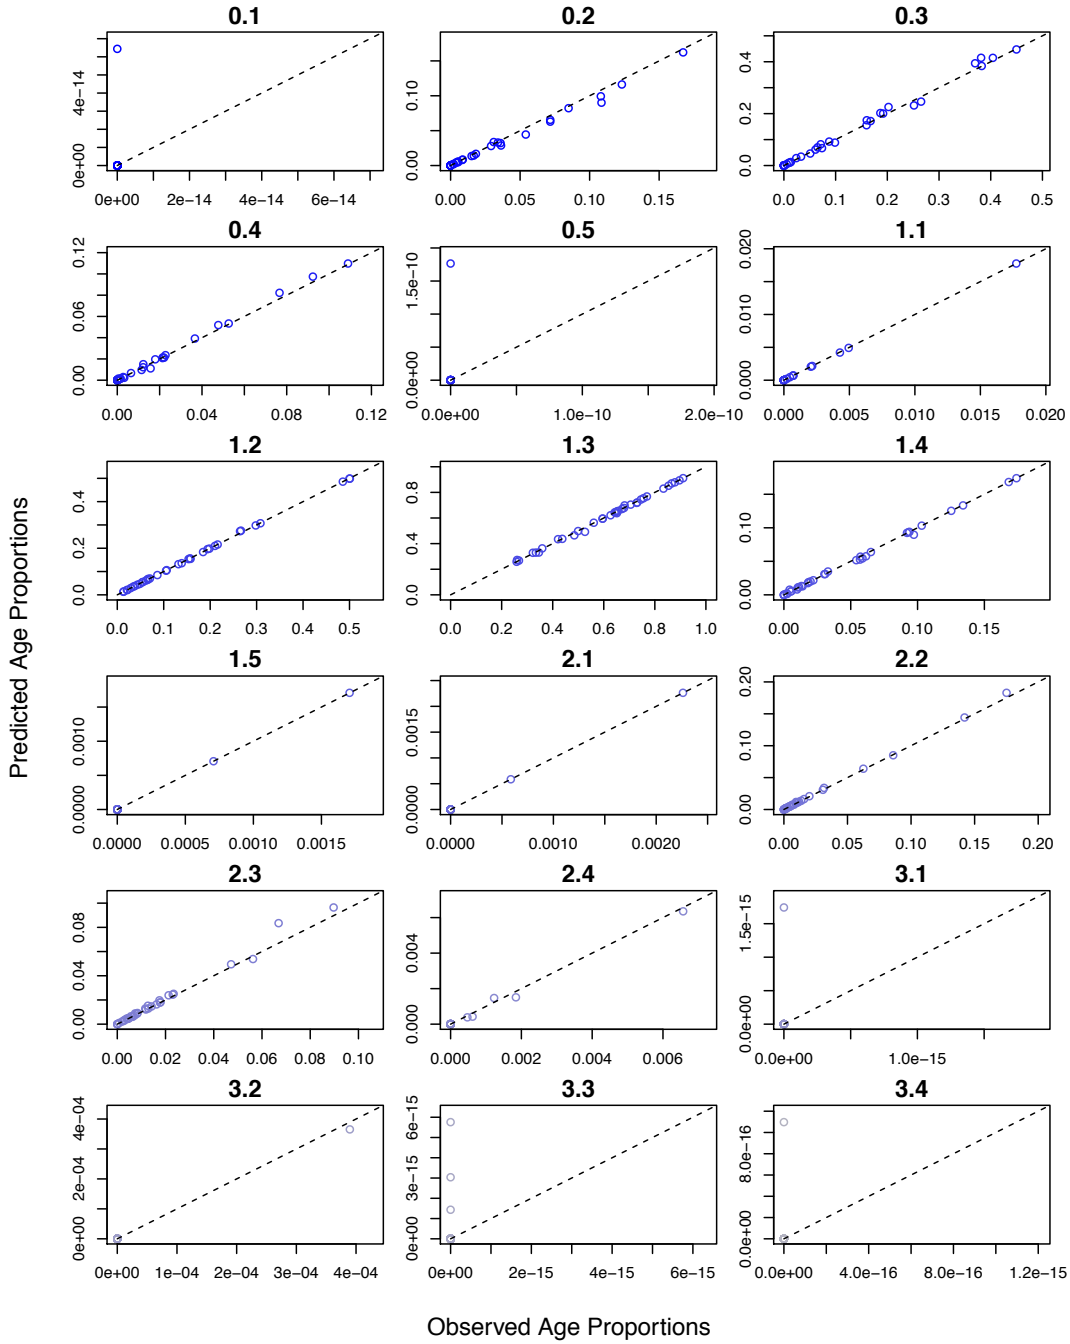 0.1 0.2 0.3
4e-14
0e+00
0e+00 2e-14 4e-14 6e-14
0.10
0.00
0.00 0.05 0.10 0.15
0.4
0.2
0.0
0.0 0.1 0.2 0.3 0.4 0.5
0.4 0.5 1.1
0.12
0.06
0.00
0.00 0.04 0.08 0.12
1.5e-10
0.0e+00
0.0e+00 1.0e-10 2.0e-10
0.020
0.010
0.000
0.000 0.005 0.010 0.015 0.020
1.2 1.3 1.4
0.4
0.2
0.0
0.0 0.1 0.2 0.3 0.4 0.5
0.8
0.4
0.0
0.0 0.2 0.4 0.6 0.8 1.0
0.10
0.00
0.00 0.05 0.10 0.15
Predicted Age Proportions
1.5 2.1 2.2
0.0010
0.0000
0.0000 0.0005 0.0010 0.0015
0.0015
0.0000
0.0000 0.0010 0.0020
0.20
0.10
0.00
0.00 0.05 0.10 0.15 0.20
2.3 2.4 3.1
0.08
0.04
0.00
0.00 0.02 0.04 0.06 0.08 0.10
0.004
0.000
0.000 0.002 0.004 0.006
1.5e-15
0.0e+00
0.0e+00 1.0e-15
3.2 3.3 3.4
4e-04
2e-04
0e+00
0e+00 1e-04 2e-04 3e-04 4e-04
6e-15
3e-15
0e+00
0e+00 2e-15 4e-15 6e-15
8.0e-16
0.0e+00
0.0e+00 4.0e-16 8.0e-16 1.2e-15
Observed Age Proportions